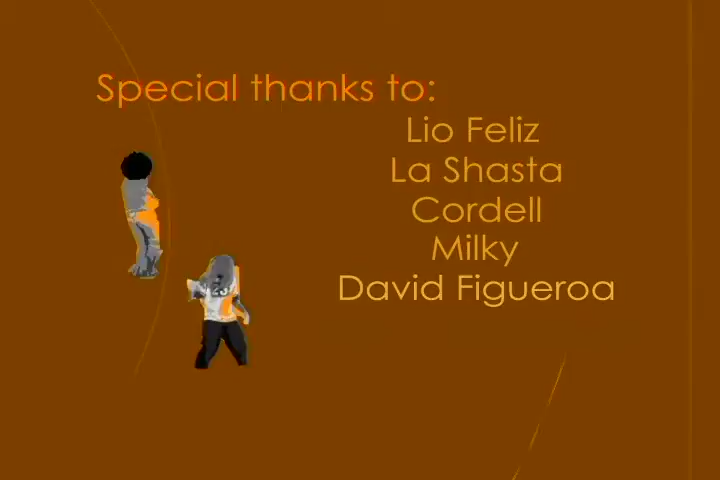 Special thanks to:
Lio Feliz
La Shasta
Cordell
Milky
David Figueroa